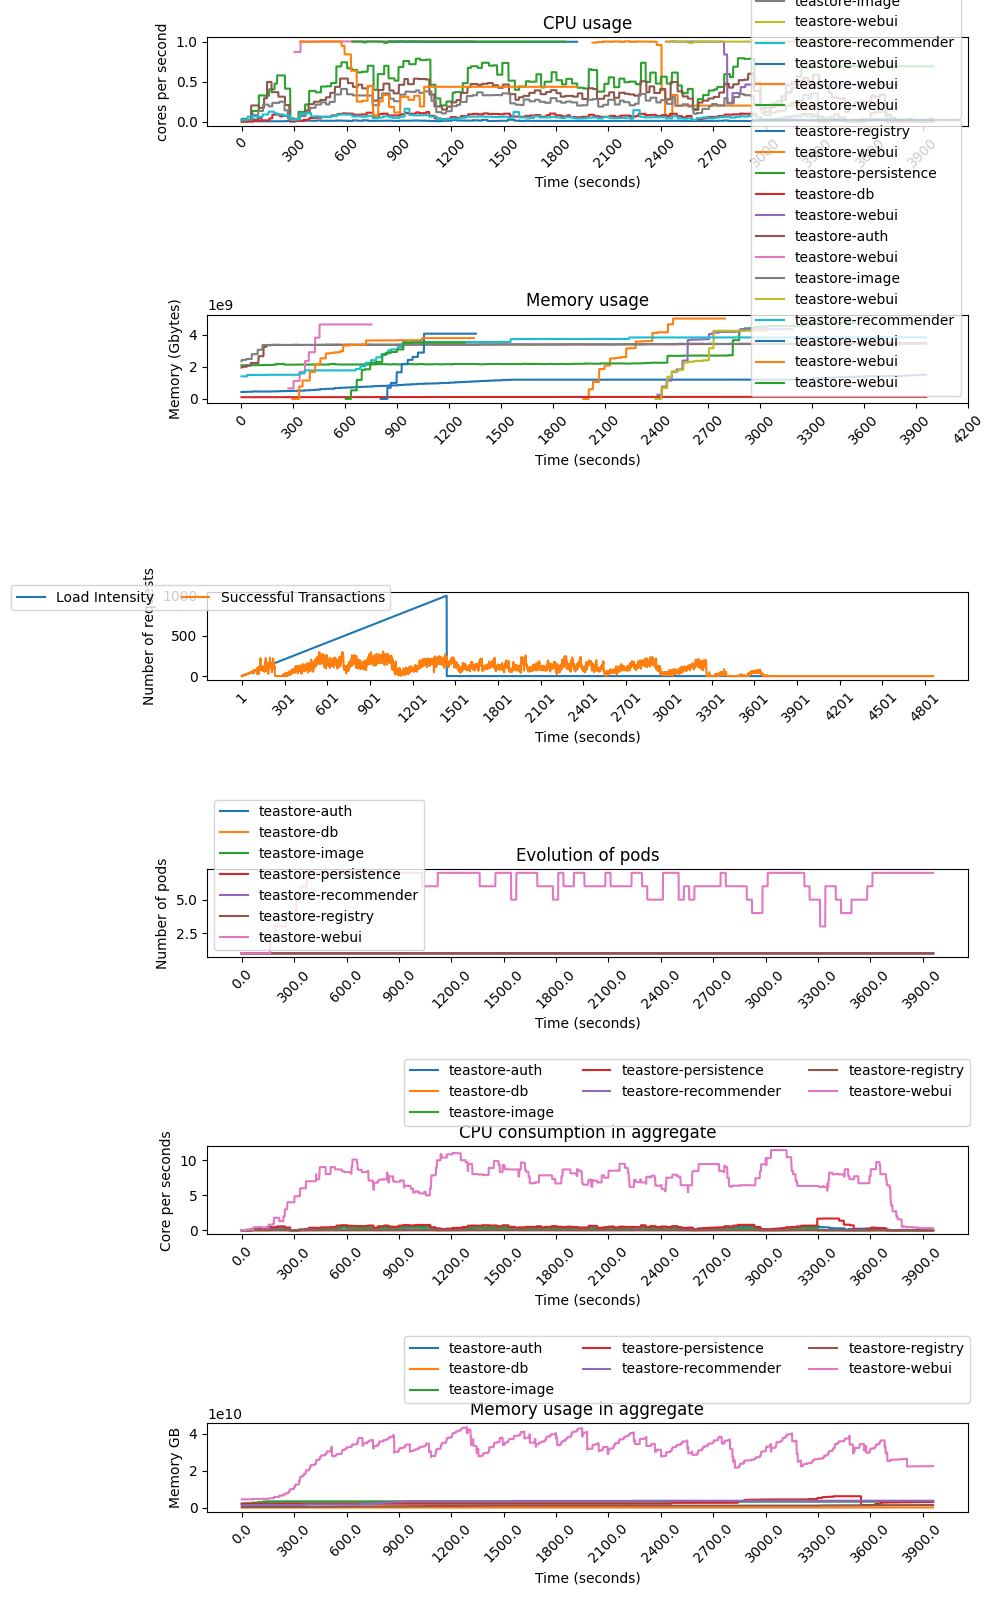 teastore-image
CPU usage
teastore-webui
teastore-recommender
teastore-webui
teastore-webui
teastore-webui
cores per second
1.0
0.5
0.0
0 300 600 900 1200 1500 1800 2100 2400 2700 3000 3300 3600 3900
Time (seconds)
teastore-registry
teastore-webui
teastore-persistence
teastore-db
teastore-webui
teastore-auth
teastore-webui
teastore-image
teastore-webui
teastore-recommender
teastore-webui
teastore-webui
teastore-webui
1e9
Memory usage
Memory (Gbytes)
4
2
0
0 300 600 900 1200 1500 1800 2100 2400 2700 3000 3300 3600 3900 4200
Time (seconds)
Load Intensity Successful Transactions
Number of requests
1000
500
0
1 301 601 901 1201 1501 1801 2101 2401 2701 3001 3301 3601 3901 4201 4501 4801
Time (seconds)
teastore-auth
teastore-db
teastore-image
teastore-persistence
teastore-recommender
teastore-registry
teastore-webui
Evolution of pods
Number of pods
5.0
2.5
0.0 300.0 600.0 900.0 1200.0 1500.0 1800.0 2100.0 2400.0 2700.0 3000.0 3300.0 3600.0 3900.0
Time (seconds)
teastore-auth teastore-persistence teastore-registry
teastore-db teastore-recommender teastore-webui
teastore-image
CPU consumption in aggregate
Core per seconds
10
5
0
0.0 300.0 600.0 900.0 1200.0 1500.0 1800.0 2100.0 2400.0 2700.0 3000.0 3300.0 3600.0 3900.0
Time (seconds)
teastore-auth teastore-persistence teastore-registry
teastore-db teastore-recommender teastore-webui
teastore-image
1e10
Memory usage in aggregate
Memory GB
4
2
0
0.0 300.0 600.0 900.0 1200.0 1500.0 1800.0 2100.0 2400.0 2700.0 3000.0 3300.0 3600.0 3900.0
Time (seconds)